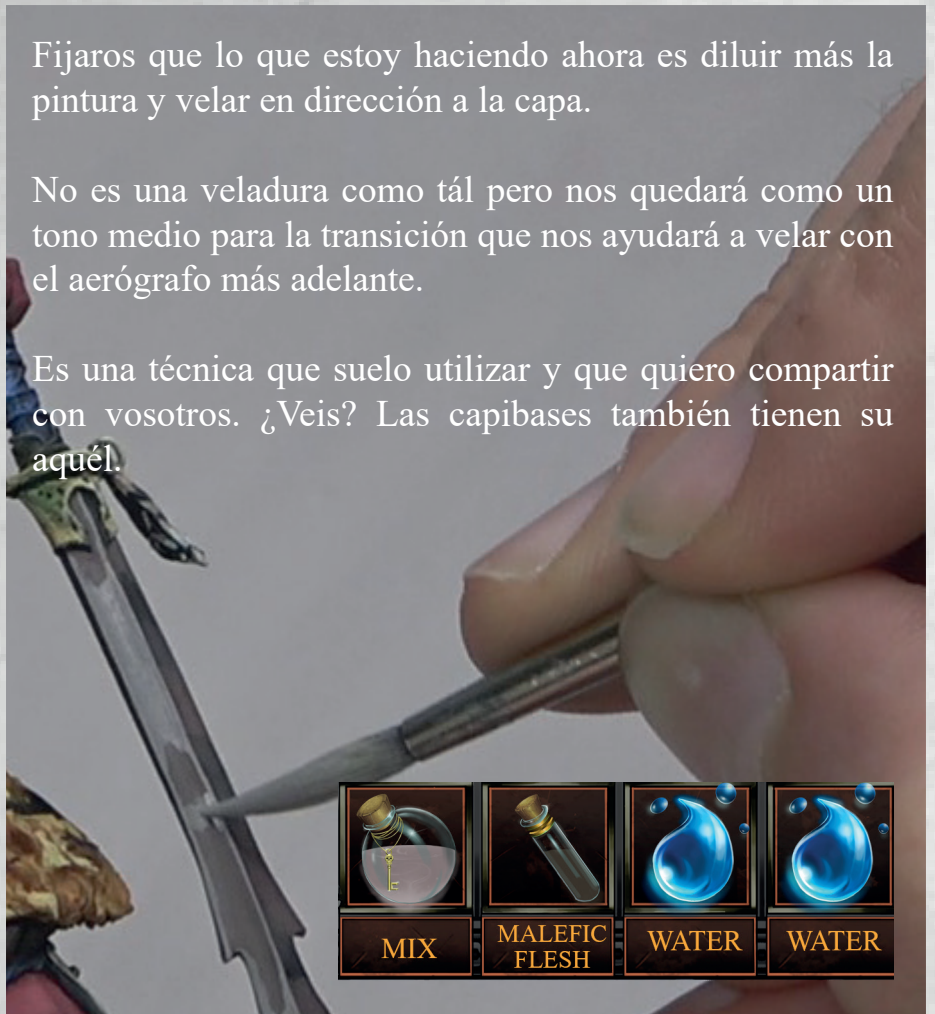 Fijaros que lo que estoy haciendo ahora es diluir más la
pintura y velar en dirección a la capa.
No es una veladura como tál pero nos quedará como un
tono medio para la transición que nos ayudará a velar con
el aerógrafo más adelante.
Es una técnica que suelo utilizar y que quiero compartir
con vosotros. ¿Veis? Las capibases también tienen su
aquél.
MIX
MALEFIC
FLESH
WATER
WATER